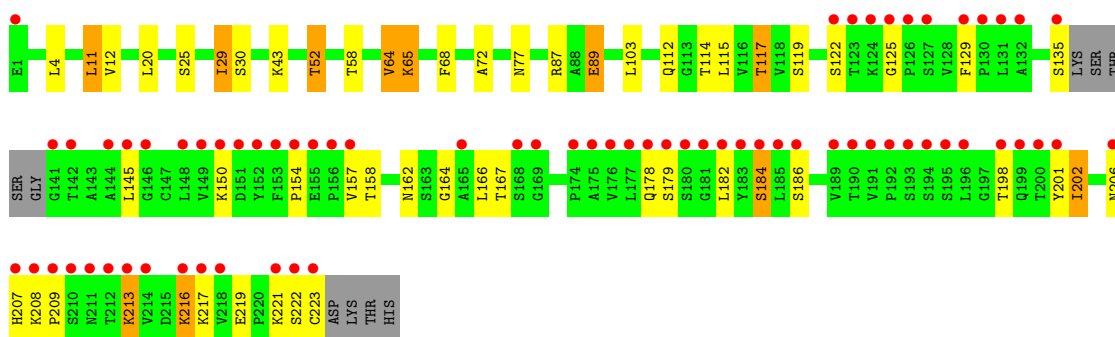 E1 L4 L11 V12 L20 S25 I29 S30 K43 T52 T58 V64 K65 F68 A72 N77 R87 A88 E89 L103 Q112 G113 T114 L115 V116 T117 V118 S119 S122 T123 K124 G125 P126 S127 V128 F129 P130 L131 A132 S135 LYS SER THR
SER GLY G141 T142 A143 A144 L145 G146 C147 L148 V149 K150 D151 Y152 F153 P154 E155 P156 V157 T158 N162 S163 G164 A165 L166 T167 S168 G169 P174 A175 V176 L177 Q178 S179 S180 G181 L182 Y183 S184 L185 S186 V189 T190 V191 P192 S193 S194 S195 L196 G197 T198 Q199 T200 Y201 I202 N206
H207 K208 P209 S210 N211 T212 K213 V214 D215 K216 K217 V218 E219 P220 K221 S222 C223 ASP LYS THR HIS